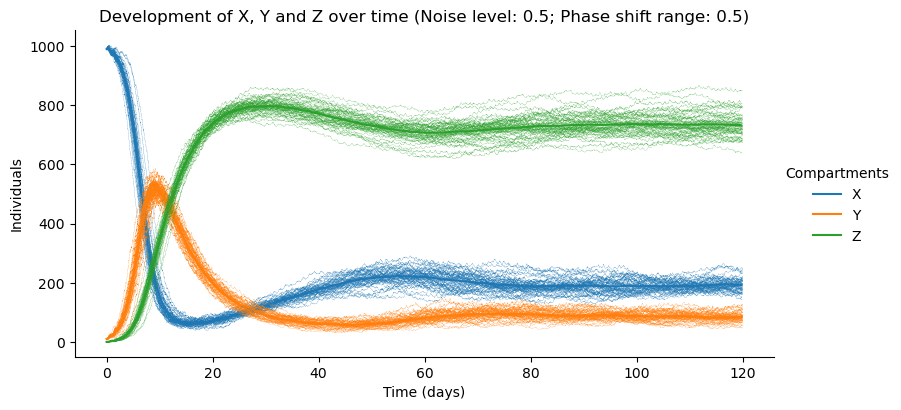 Development of X, Y and Z over time (Noise level: 0.5; Phase shift range: 0.5)
1000
800
600
400
200
0
Individuals
0 20 40 60 80 100 120
Time (days)
Compartments
X
Y
Z